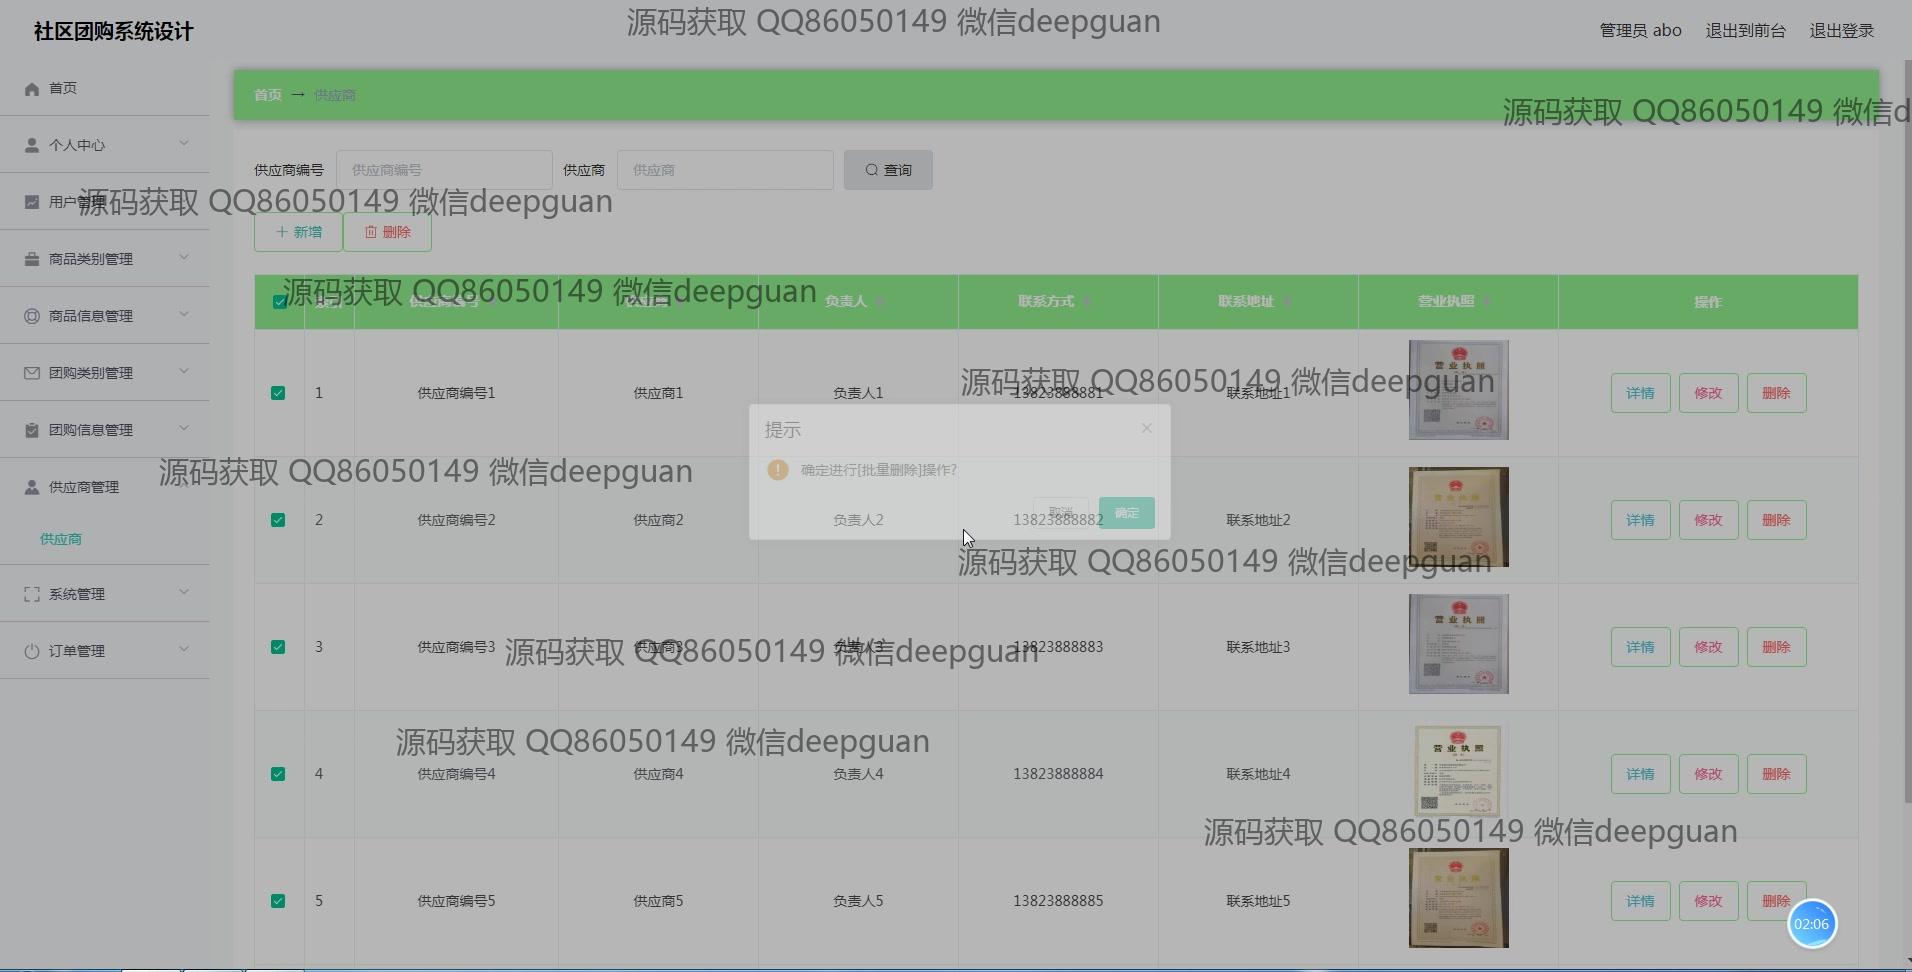 社区团购系统设计
源码获取 QQ86050149 微信deepguan
管理员 abo 退出到前台 退出登录
首页
个人中心
用户管理
商品类别管理
商品信息管理
团购类别管理
团购信息管理
供应商管理
供应商
系统管理
订单管理
首页 → 供应商
源码获取 QQ86050149 微信d
供应商编号 供应商编号 供应商 供应商 查询
源码获取 QQ86050149 微信deepguan
新增 删除
源码获取 QQ86050149 微信deepguan
供应商编号 供应商 负责人 联系方式 联系地址 营业执照 操作
源码获取 QQ86050149 微信deepguan
1 供应商编号1 供应商1 负责人1 13823888881 联系地址1 营业执照 详情 修改 删除
提示
确定进行[批量删除]操作?
取消 确定
源码获取 QQ86050149 微信deepguan
2 供应商编号2 供应商2 负责人2 13823888882 联系地址2 营业执照 详情 修改 删除
源码获取 QQ86050149 微信deepguan
3 供应商编号3 供应商3 负责人3 13823888883 联系地址3 营业执照 详情 修改 删除
源码获取 QQ86050149 微信deepguan
源码获取 QQ86050149 微信deepguan
4 供应商编号4 供应商4 负责人4 13823888884 联系地址4 营业执照 详情 修改 删除
源码获取 QQ86050149 微信deepguan
5 供应商编号5 供应商5 负责人5 13823888885 联系地址5 营业执照 详情 修改 删除
02:06